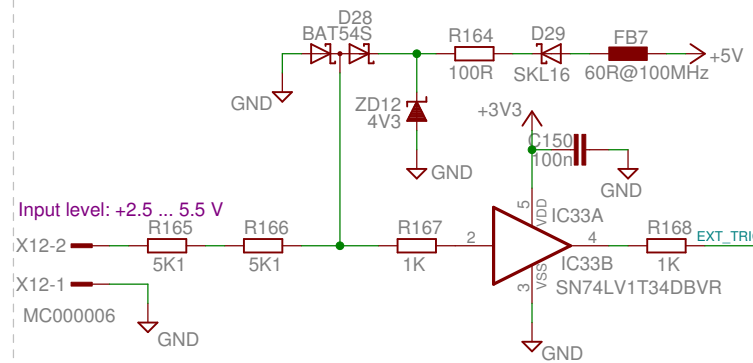 D28
BAT54S
R164
D29
FB7
+5V
100R
SKL16
60R@100MHz
GND
ZD12
4V3
+3V3
GND
C150
100n
GND
Input level: +2.5 ... 5.5 V
R165
R166
R167
5
VDD
IC33A
R168
EXT_TRI
X12-2
2
4
5K1
5K1
1K
IC33B
1K
X12-1
3
VSS
SN74LV1T34DBVR
MC000006
GND
GND